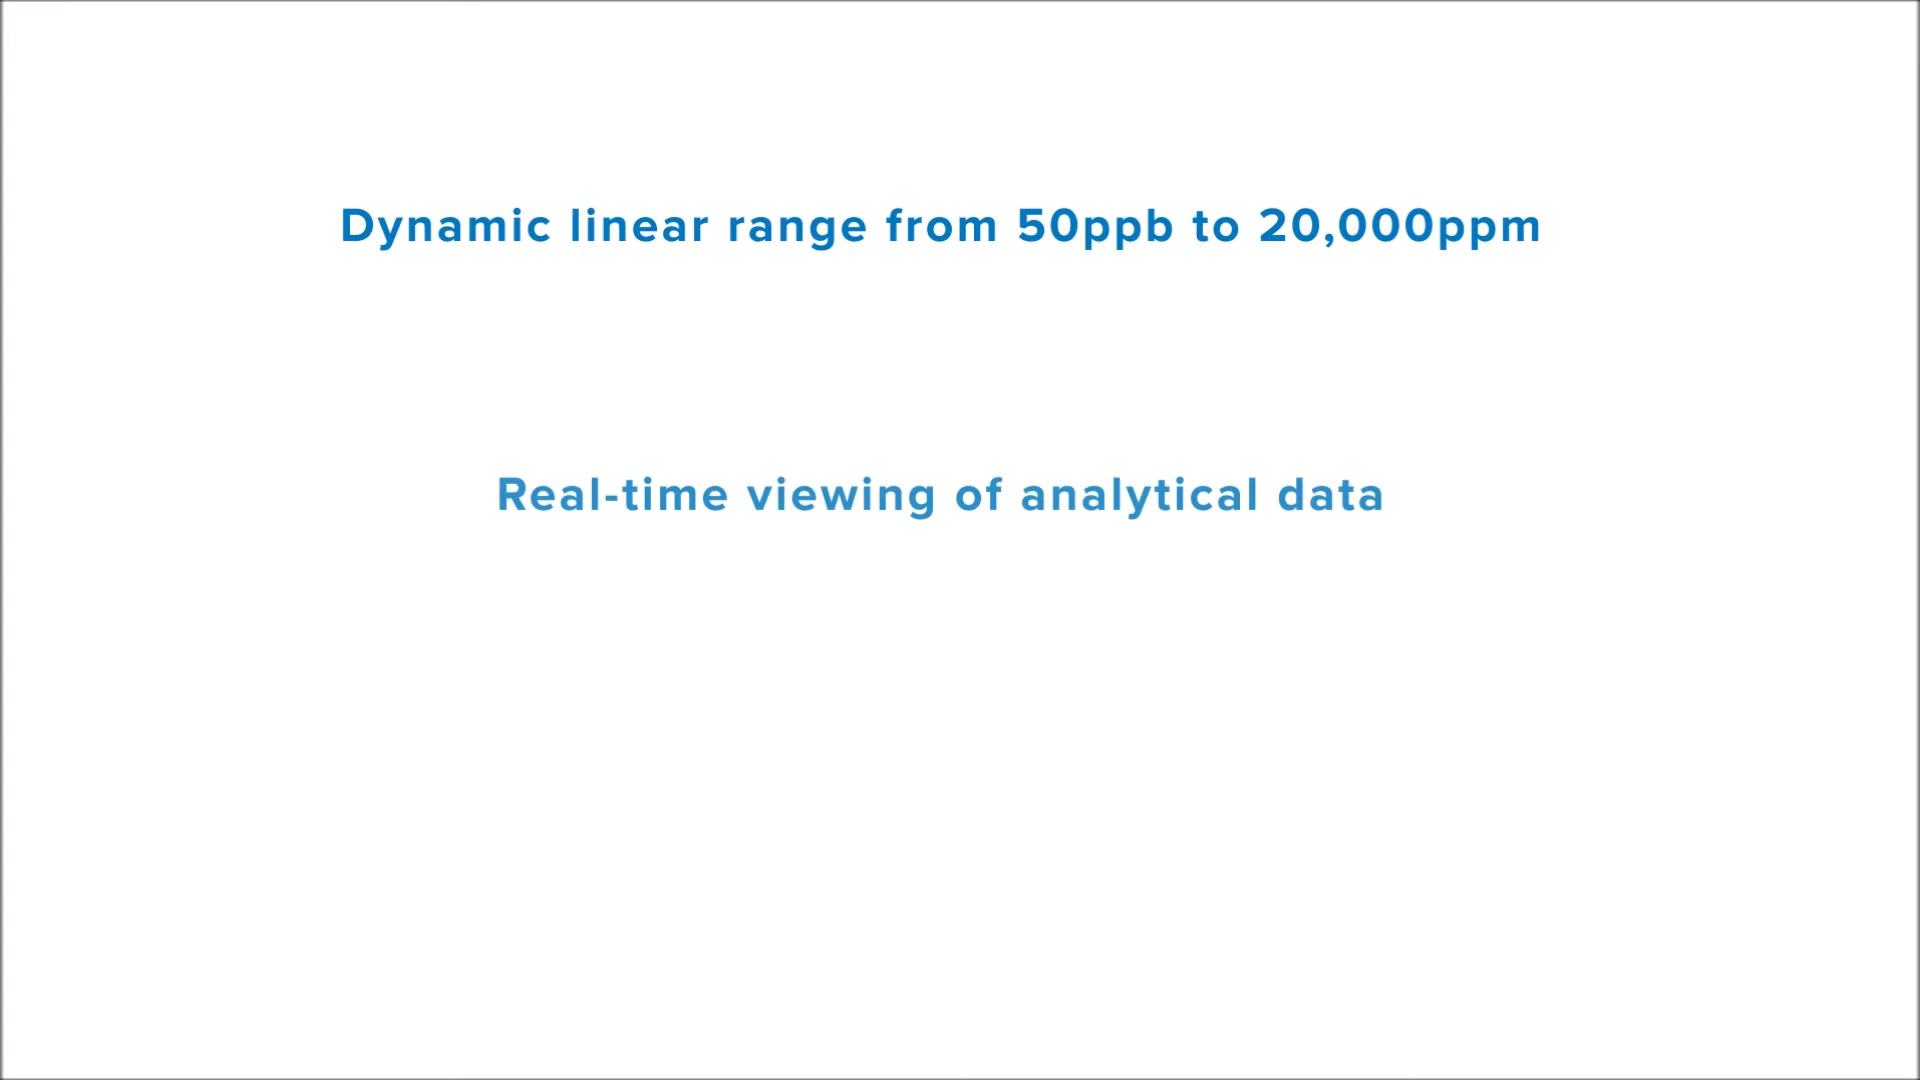 Dynamic linear range from 50ppb to 20,000ppm
Real-time viewing of analytical data